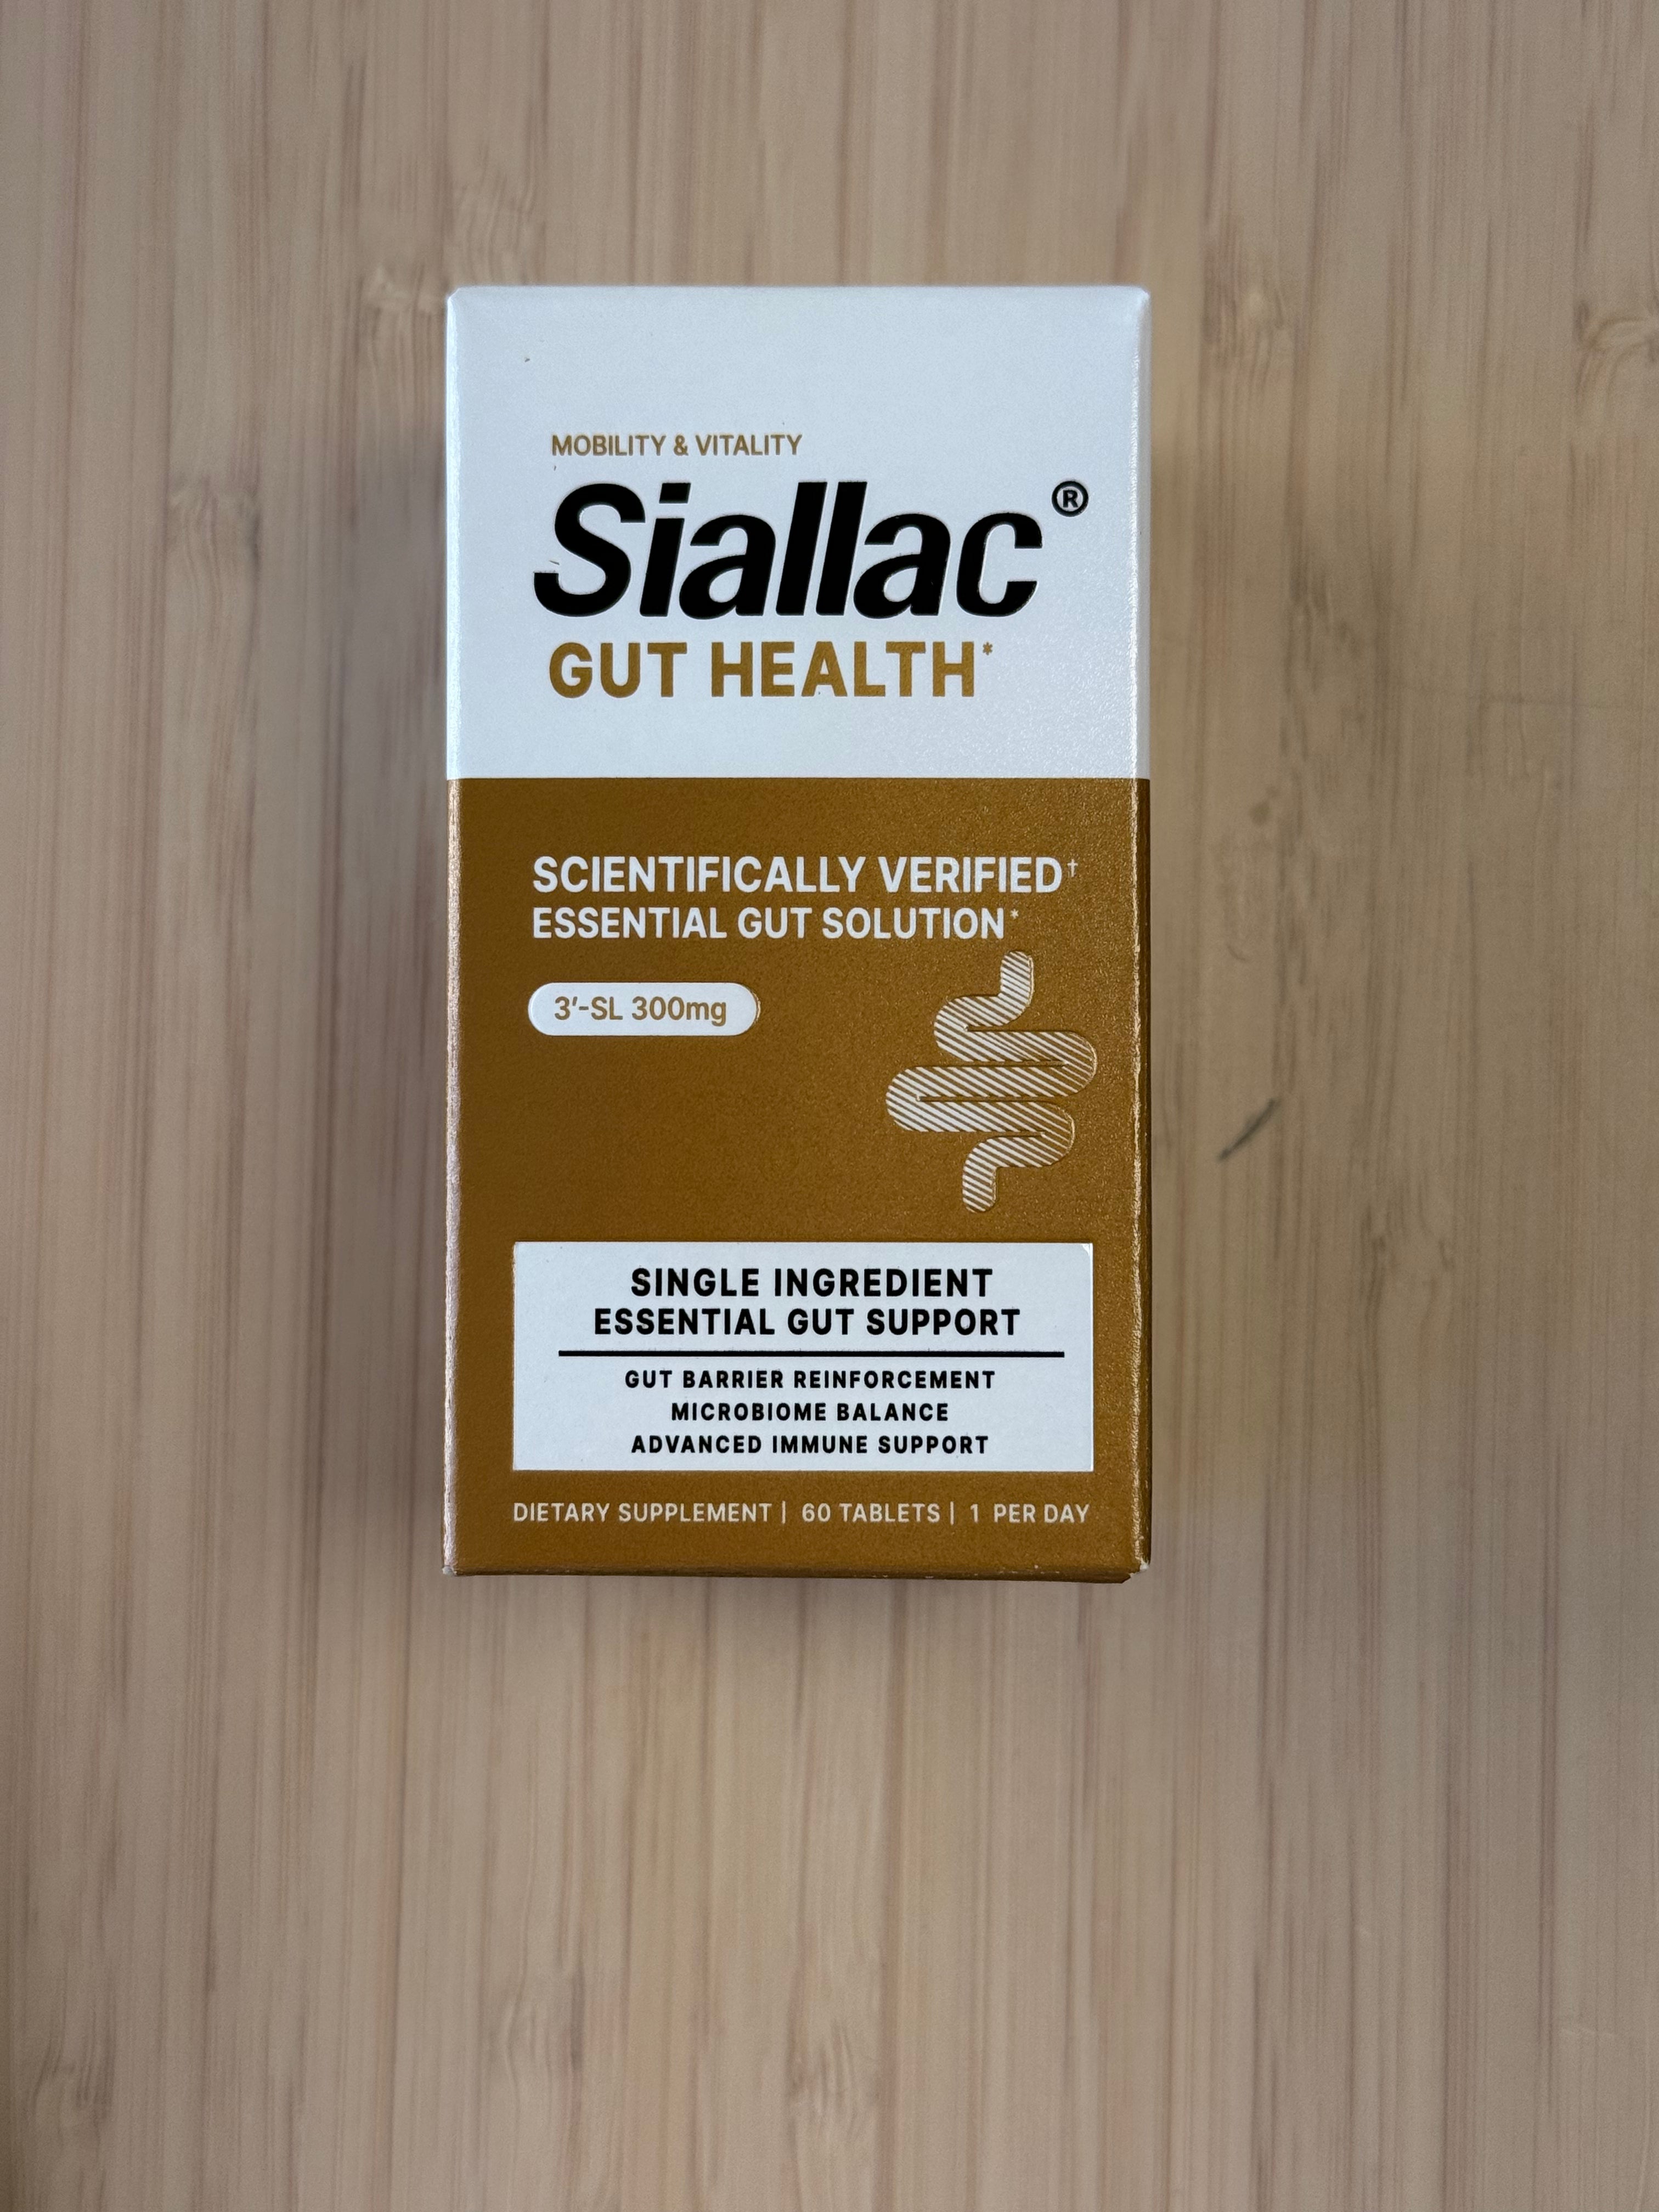 MOBILITY & VITALITY
Siallac®
GUT HEALTH*
SCIENTIFICALLY VERIFIED†
ESSENTIAL GUT SOLUTION*
3′-SL 300mg
SINGLE INGREDIENT
ESSENTIAL GUT SUPPORT
GUT BARRIER REINFORCEMENT
MICROBIOME BALANCE
ADVANCED IMMUNE SUPPORT
DIETARY SUPPLEMENT | 60 TABLETS | 1 PER DAY